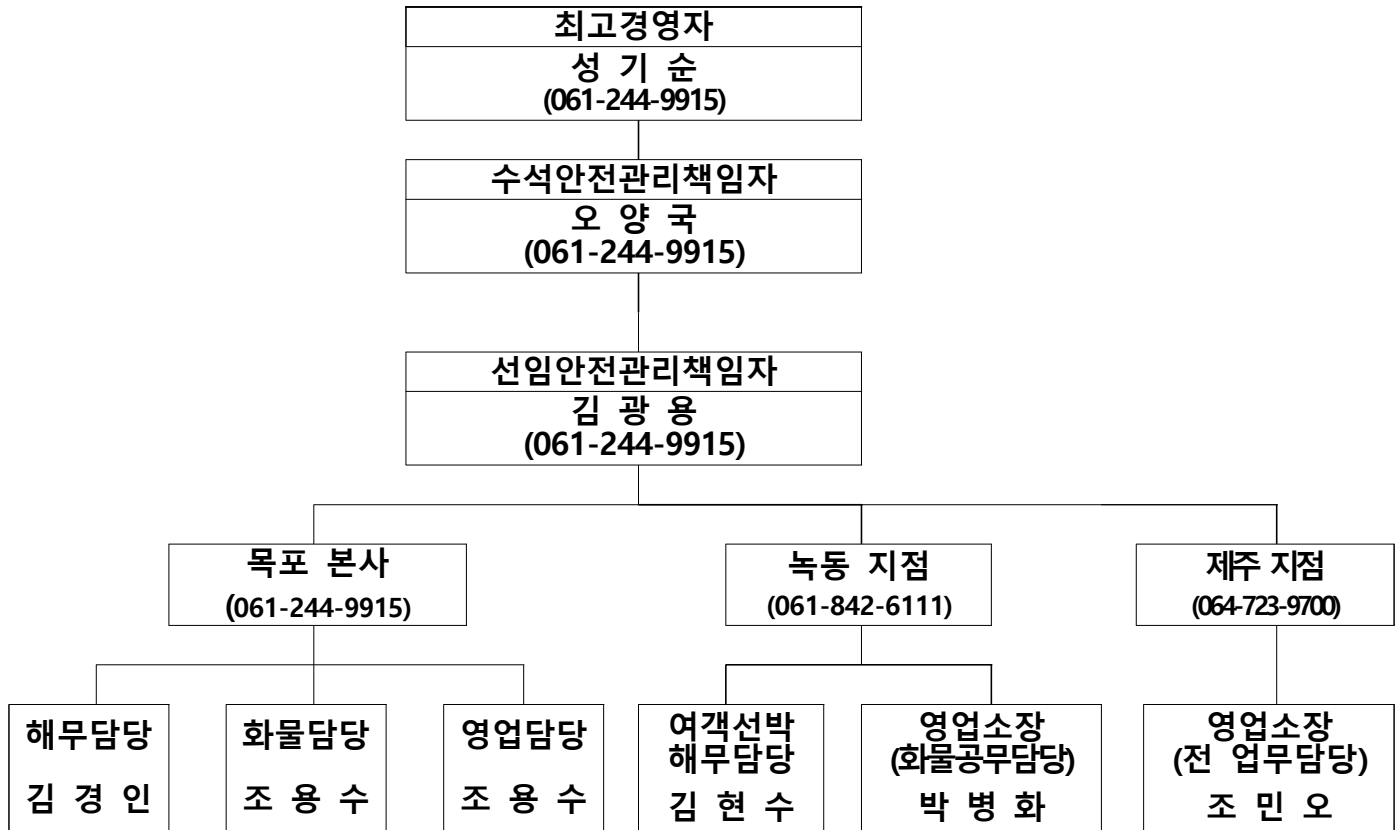 최고경영자
성 기 순
(061-244-9915)
수석안전관리책임자
오 양 국
(061-244-9915)
선임안전관리책임자
김 광 용
(061-244-9915)
목포 본사
(061-244-9915)
녹동 지점
(061-842-6111)
제주 지점
(064-723-9700)
해무담당
김 경 인
화물담당
조 용 수
영업담당
조 용 수
여객선박
해무담당
김 현 수
영업소장
(화물공무담당)
박 병 화
영업소장
(전 업무담당)
조 민 오